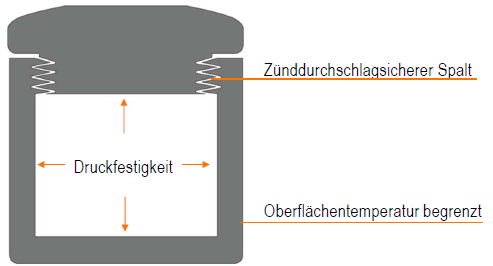 Zünddurchschlagsicherer Spalt
Druckfestigkeit
Oberflächentemperatur begrenzt